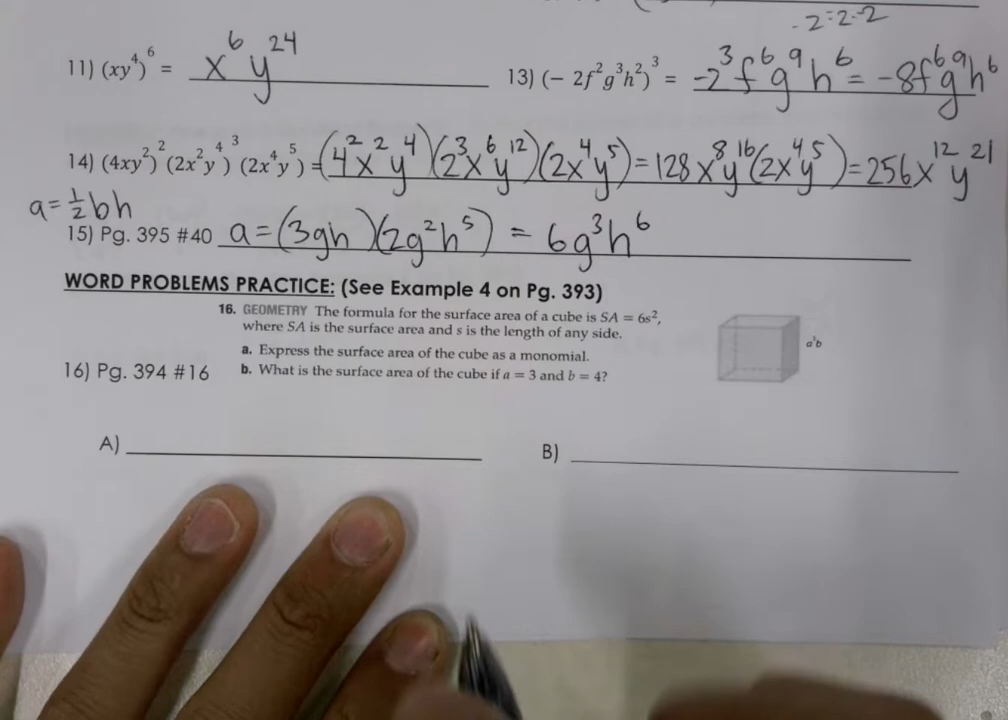 -2=2·-2
11) (xy⁴)⁶ = x⁶y²⁴
13) (– 2f²g³h²)³ = -2³f⁶g⁹h⁶ = -8f⁶g⁹h⁶
14) (4xy²)² (2x²y⁴)³ (2x⁴y⁵) = (4²x²y⁴)(2³x⁶y¹²)(2x⁴y⁵) = 128x⁸y¹⁶(2x⁴y⁵) = 256x¹²y²¹
a = ½bh
15) Pg. 395 #40 a = (3gh)(2g²h⁵) = 6g³h⁶
WORD PROBLEMS PRACTICE: (See Example 4 on Pg. 393)
16. GEOMETRY The formula for the surface area of a cube is SA = 6s²,
where SA is the surface area and s is the length of any side.
a. Express the surface area of the cube as a monomial.
b. What is the surface area of the cube if a = 3 and b = 4?
a³b
16) Pg. 394 #16
A)
B)